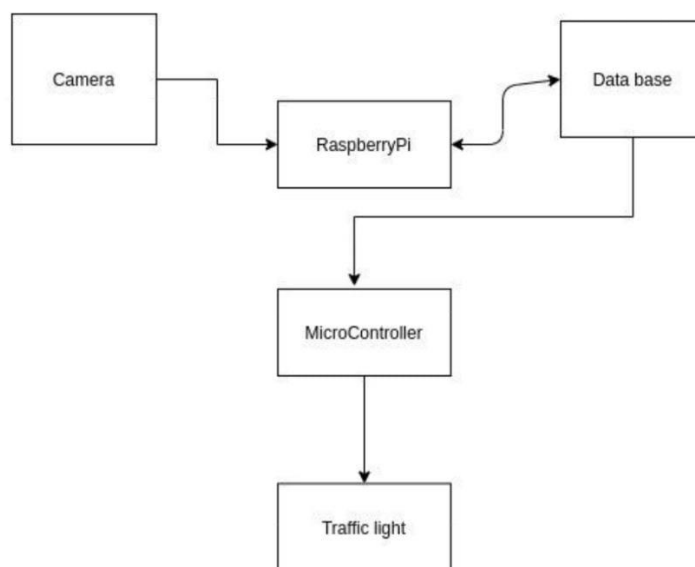 Camera
Data base
RaspberryPi
MicroController
Traffic light